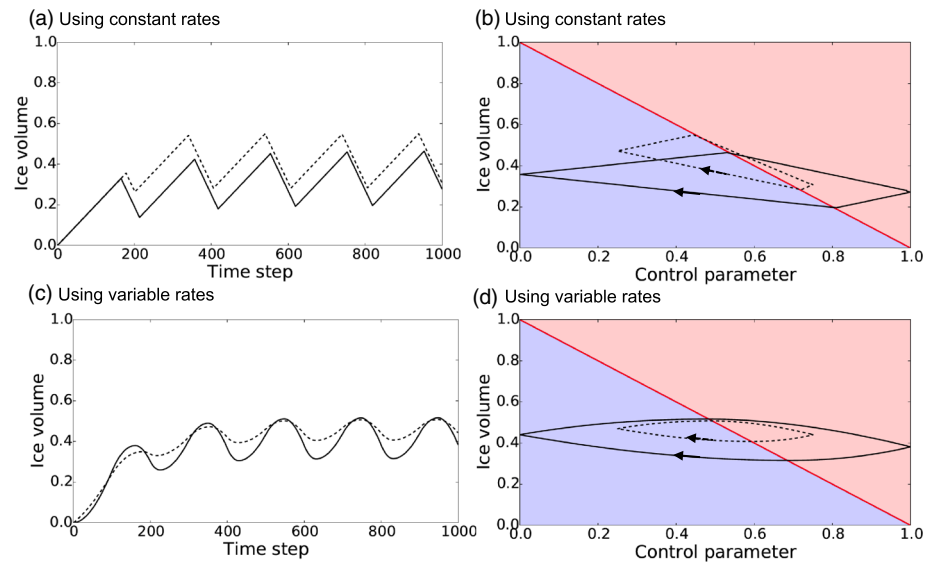 (a) Using constant rates
1.0
0.8
0.6
0.4
0.2
0.0
Ice volume
0 200 400 600 800 1000
Time step
(b) Using constant rates
1.0
0.8
0.6
0.4
0.2
0.0
Ice volume
0.0 0.2 0.4 0.6 0.8 1.0
Control parameter
(c) Using variable rates
1.0
0.8
0.6
0.4
0.2
0.0
Ice volume
0 200 400 600 800 1000
Time step
(d) Using variable rates
1.0
0.8
0.6
0.4
0.2
0.0
Ice volume
0.0 0.2 0.4 0.6 0.8 1.0
Control parameter